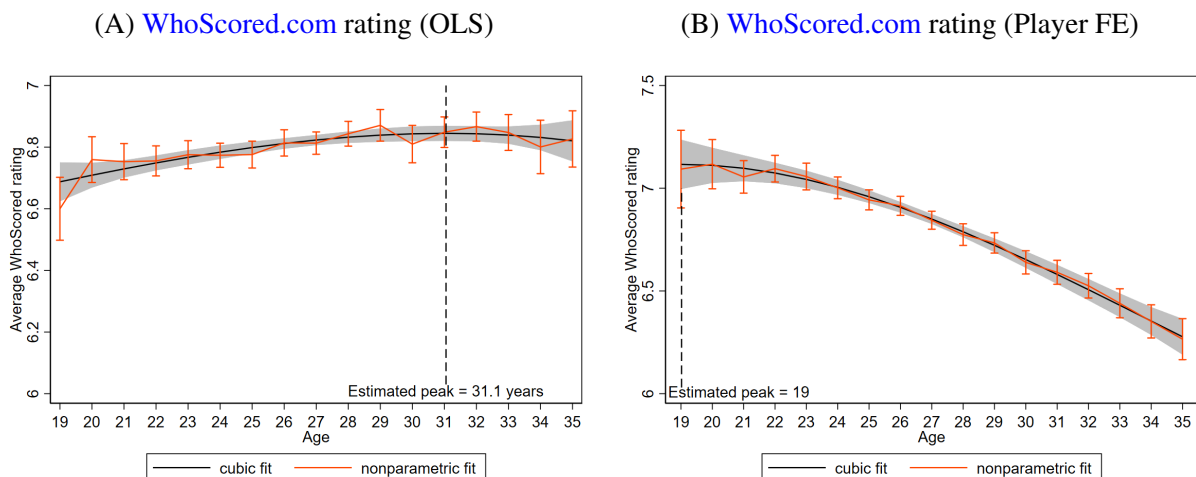 (A) WhoScored.com rating (OLS)
Average WhoScored rating
7
6.8
6.6
6.4
6.2
6
Estimated peak = 31.1 years
19 20 21 22 23 24 25 26 27 28 29 30 31 32 33 34 35
Age
cubic fit nonparametric fit
(B) WhoScored.com rating (Player FE)
Average WhoScored rating
7.5
7
6.5
6
Estimated peak = 19
19 20 21 22 23 24 25 26 27 28 29 30 31 32 33 34 35
Age
cubic fit nonparametric fit